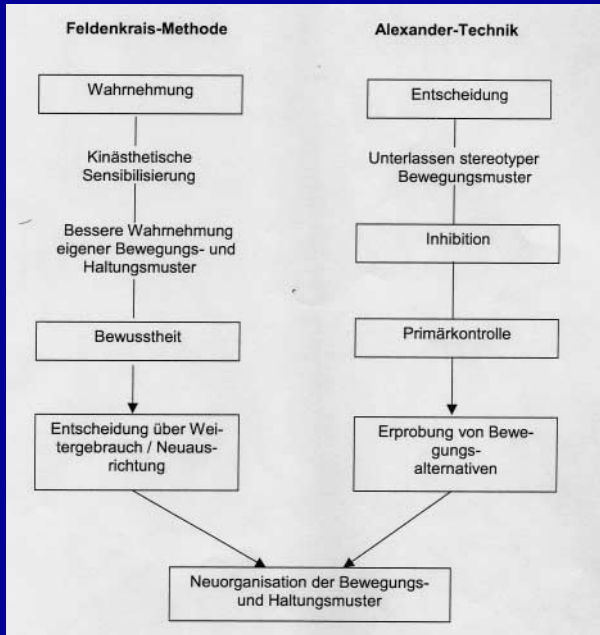 Feldenkrais-Methode
Wahrnehmung
Kinästhetische
Sensibilisierung
Bessere Wahrnehmung
eigener Bewegungs- und
Haltungsmuster
Bewusstheit
Entscheidung über Wei-
tergebrauch / Neuaus-
richtung
Alexander-Technik
Entscheidung
Unterlassen stereotyper
Bewegungsmuster
Inhibition
Primärkontrolle
Erprobung von Bewe-
gungs-
alternativen
Neuorganisation der Bewegungs-
und Haltungsmuster